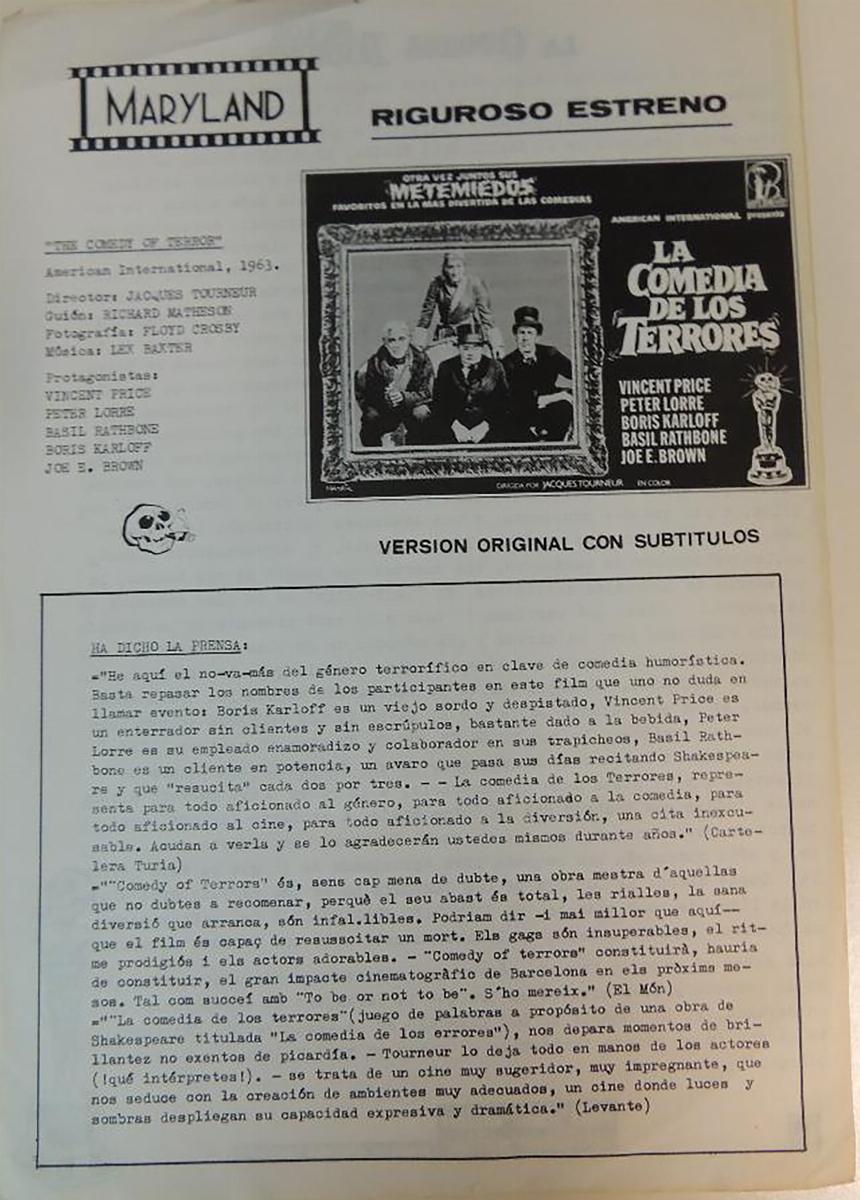 MARYLAND
RIGUROSO ESTRENO
OTRA VEZ JUNTOS SUS
METEMIEDOS
FAVORITOS EN LA MAS DIVERTIDA DE LAS COMEDIAS
AMERICAN INTERNATIONAL presenta
LA
COMEDIA
DE LOS
TERRORES
VINCENT PRICE
PETER LORRE
BORIS KARLOFF
BASIL RATHBONE
JOE E. BROWN
DIRIGIDA POR JACQUES TOURNEUR EN COLOR
"THE COMEDY OF TERROR"
American International, 1963.
Director: JACQUES TOURNEUR
Guión: RICHARD MATHESON
Fotografía: FLOYD CROSBY
Música: LEX BAXTER
Protagonistas:
VINCENT PRICE
PETER LORRE
BASIL RATHBONE
BORIS KARLOFF
JOE E. BROWN
VERSION ORIGINAL CON SUBTITULOS
HA DICHO LA PRENSA:
="He aquí el no-va-más del género terrorífico en clave de comedia humorística.
Basta repasar los nombres de los participantes en este film que uno no duda en
llamar evento: Boris Karloff es un viejo sordo y despistado, Vincent Price es
un enterrador sin clientes y sin escrúpulos, bastante dado a la bebida, Peter
Lorre es su empleado enamoradizo y colaborador en sus trapicheos, Basil Rath-
bone es un cliente en potencia, un avaro que pasa sus días recitando Shakespea-
re y que "resucita" cada dos por tres. - - La comedia de los Terrores, repre-
senta para todo aficionado al género, para todo aficionado a la comedia, para
todo aficionado al cine, para todo aficionado a la diversión, una cita inexcu-
sable. Acudan a verla y se lo agradecerán ustedes mismos durante años." (Carte-
lera Turia)
=""Comedy of Terrors" és, sens cap mena de dubte, una obra mestra d'aquellas
que no dubtes a recomenar, perquè el seu abast és total, les rialles, la sana
diversió que arranca, són infal.libles. Podriam dir -i mai millor que aquí--
que el film és capaç de resusscitar un mort. Els gags són insuperables, el rit-
me prodigiós i els actors adorables. - "Comedy of terrors" constituirà, hauria
de constituir, el gran impacte cinematogràfic de Barcelona en els pròxims me-
sos. Tal com succeí amb "To be or not to be". S'ho mereix." (El Món)
=""La comedia de los terrores"(juego de palabras a propósito de una obra de
Shakespeare titulada "La comedia de los errores"), nos depara momentos de bri-
llantez no exentos de picardía. - Tourneur lo deja todo en manos de los actores
(!qué intérpretes!). - se trata de un cine muy sugeridor, muy impregnante, que
nos seduce con la creación de ambientes muy adecuados, un cine donde luces y
sombras despliegan su capacidad expresiva y dramática." (Levante)